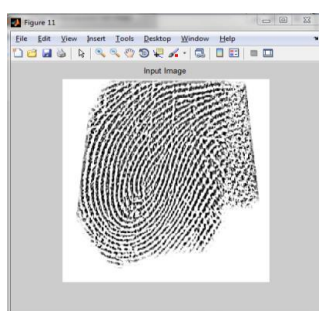 Figure 11
File Edit View Insert Tools Desktop Window Help
Input Image